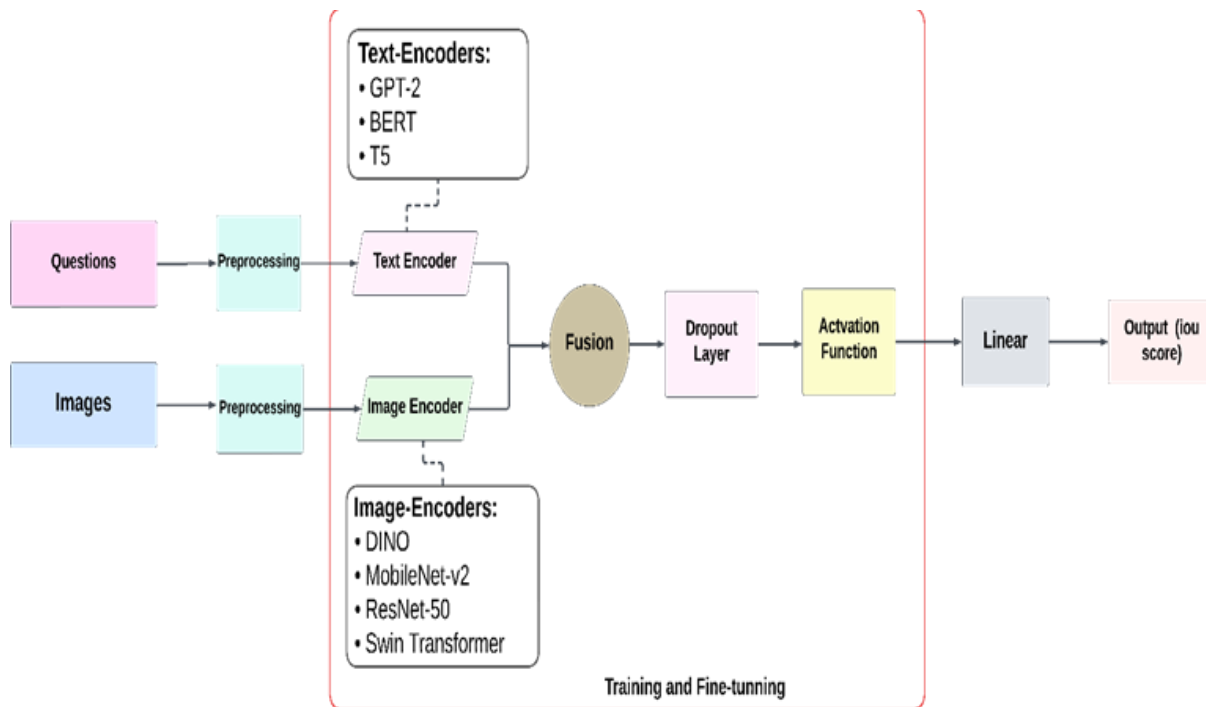 Text-Encoders:
• GPT-2
• BERT
• T5
Questions
Preprocessing
Text Encoder
Images
Preprocessing
Image Encoder
Fusion
Dropout
Layer
Actvation
Function
Linear
Output (iou
score)
Image-Encoders:
• DINO
• MobileNet-v2
• ResNet-50
• Swin Transformer
Training and Fine-tunning